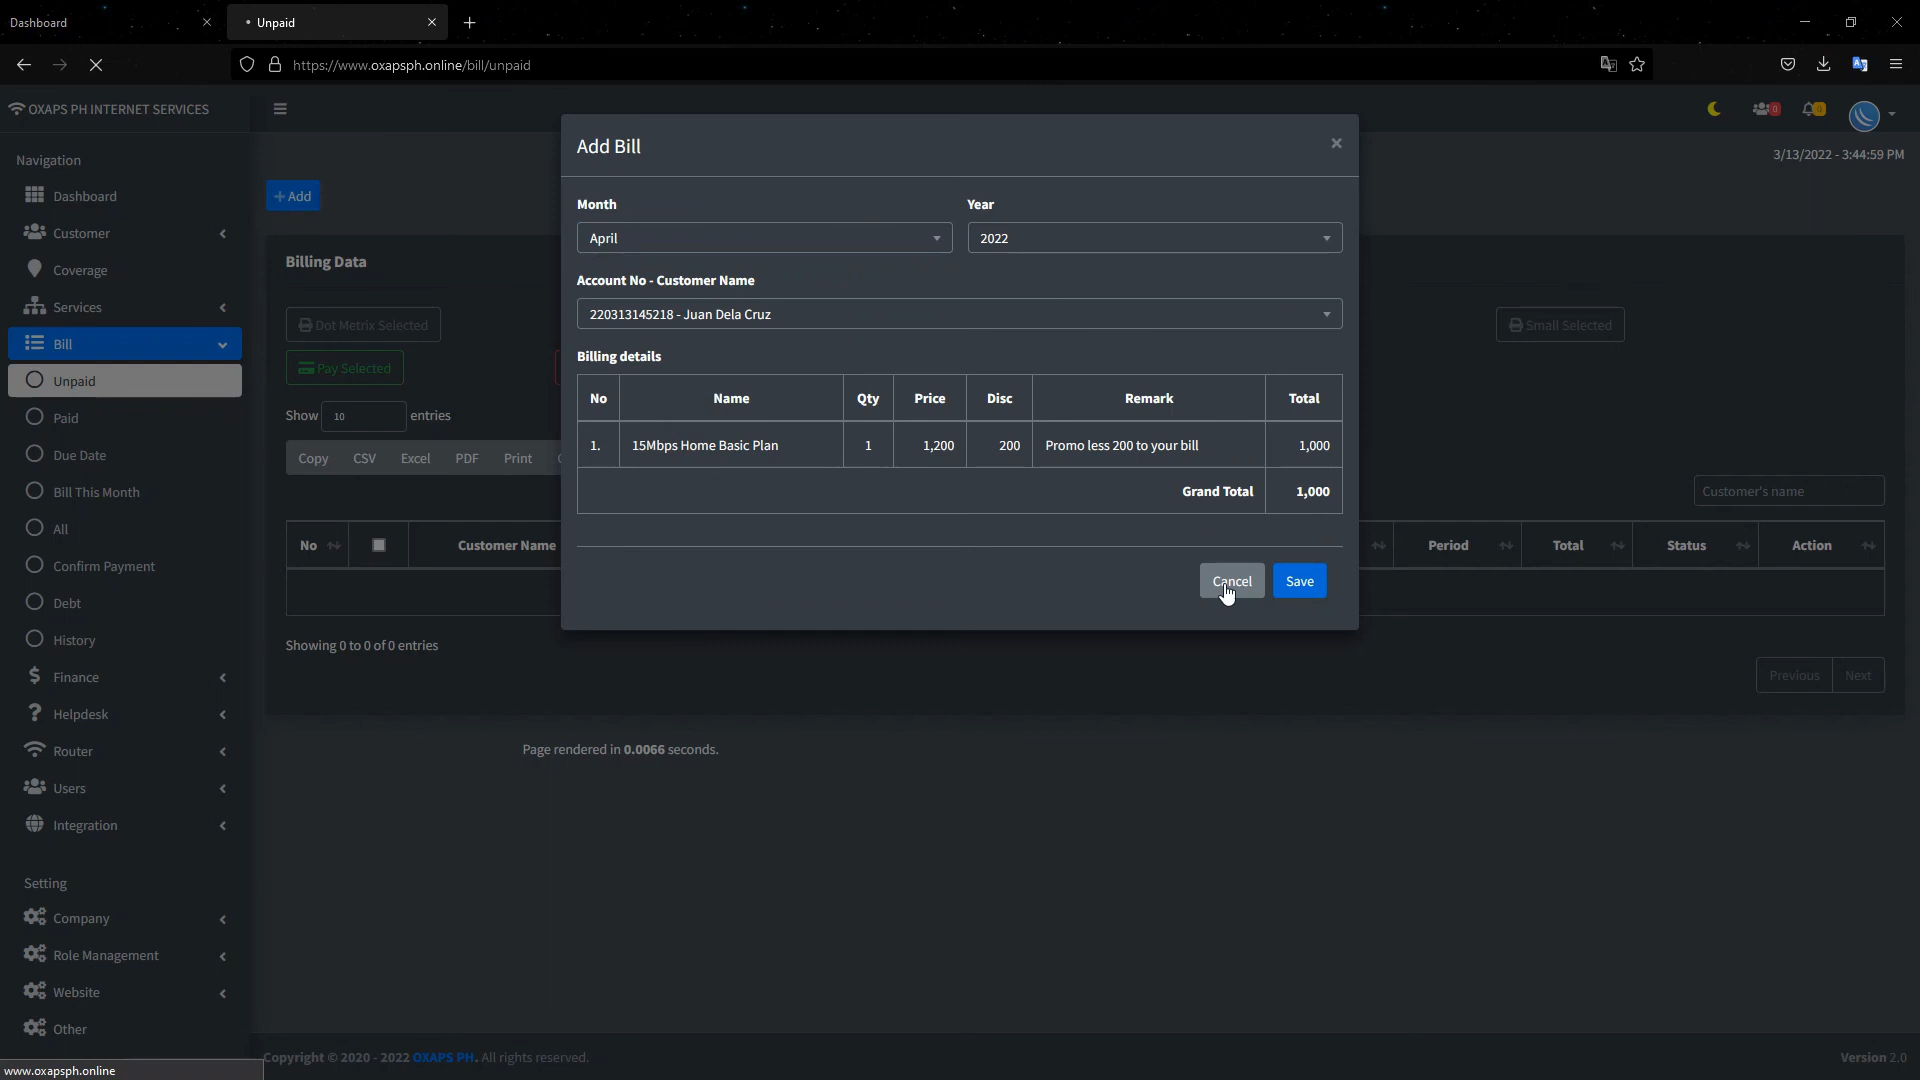 Dashboard
Unpaid
https://www.oxapsph.online/bill/unpaid
OXAPS PH INTERNET SERVICES
0
0
3/13/2022 - 3:44:59 PM
Navigation
Dashboard
Customer
Coverage
Services
Bill
Unpaid
Paid
Due Date
Bill This Month
All
Confirm Payment
Debt
History
Finance
Helpdesk
Router
Users
Integration
Setting
Company
Role Management
Website
Other
www.oxapsph.online
+ Add
Billing Data
Dot Metrix Selected
Small Selected
Pay Selected
Show 10 entries
Copy CSV Excel PDF Print
Customer's name
No Customer Name Period Total Status Action
Showing 0 to 0 of 0 entries
Previous Next
Page rendered in 0.0066 seconds.
Add Bill
×
Month Year
April 2022
Account No - Customer Name
220313145218 - Juan Dela Cruz
Billing details
No Name Qty Price Disc Remark Total
1. 15Mbps Home Basic Plan 1 1,200 200 Promo less 200 to your bill 1,000
Grand Total 1,000
Cancel Save
Copyright © 2020 - 2022 OXAPS PH. All rights reserved.
Version 2.0